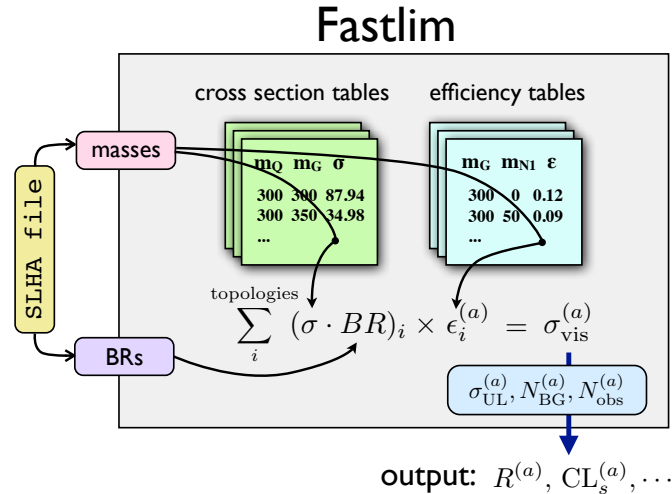 Fastlim
cross section tables
efficiency tables
masses
m_Q m_G σ
300 300 87.94
300 350 34.98
...
m_G m_N1 ε
300 0 0.12
300 50 0.09
...
SLHA file
topologies
∑_i (σ · BR)_i × ϵ_i^{(a)} = σ_vis^{(a)}
BRs
σ_UL^{(a)}, N_BG^{(a)}, N_obs^{(a)}
output: R^{(a)}, CL_s^{(a)}, ···